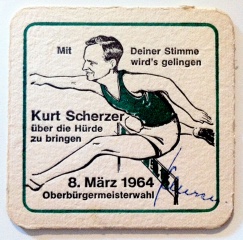 Mit Deiner Stimme
wird's gelingen
Kurt Scherzer
über die Hürde
zu bringen
8. März 1964
Oberbürgermeisterwahl